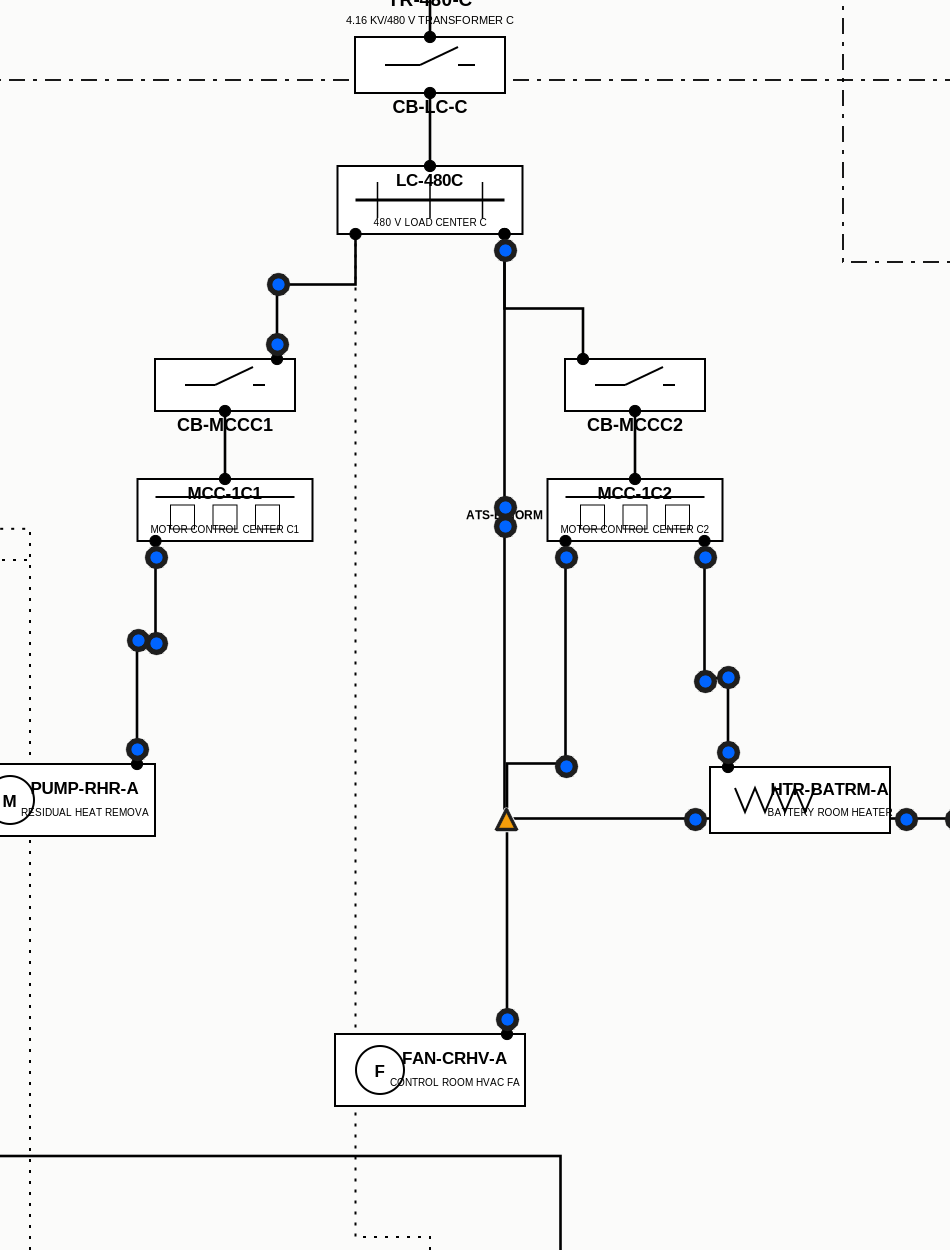 TR-480-C
4.16 KV/480 V TRANSFORMER C
CB-LC-C
LC-480C
480 V LOAD CENTER C
CB-MCCC1
CB-MCCC2
MCC-1C1
MOTOR CONTROL CENTER C1
MCC-1C2
MOTOR CONTROL CENTER C2
M
PUMP-RHR-A
RESIDUAL HEAT REMOVA
HTR-BATRM-A
BATTERY ROOM HEATER
F
FAN-CRHV-A
CONTROL ROOM HVAC FA